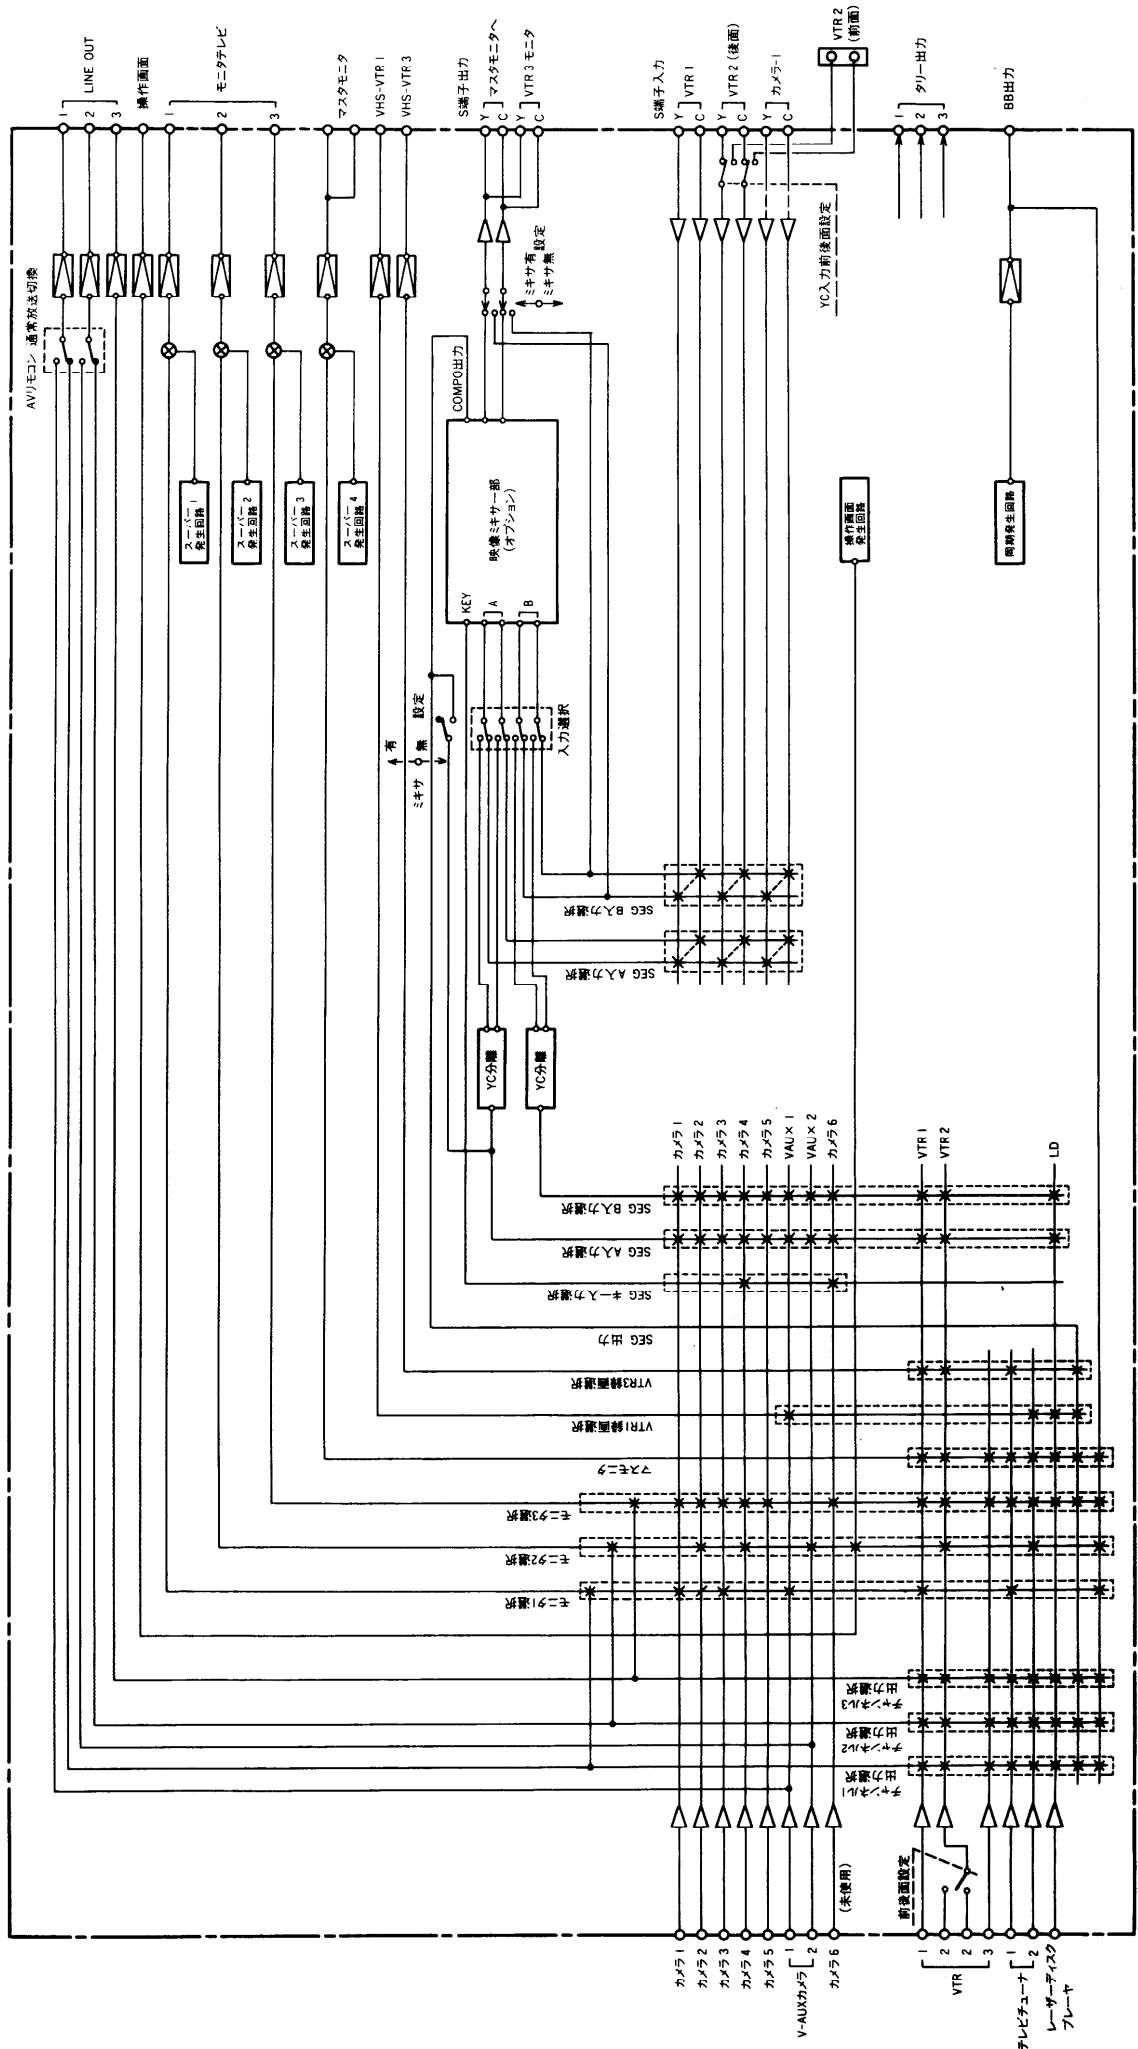 LINE OUT
1
2
3
操作画面
モニタテレビ
1
2
3
マスタモニタ
VHS-VTR 1
VHS-VTR 3
S端子出力
Y
C
マスタモニタへ
Y
C
VTR 3 モニタ
S端子入力
Y
C
VTR 1
Y
C
VTR 2 (後面)
Y
C
カメラ-1
VTR 2
(前面)
タリー出力
1
2
3
BB出力
AVリモコン 通常放送切換
スーパー 1
発生回路
スーパー 2
発生回路
スーパー 3
発生回路
スーパー 4
発生回路
ミキサ有
ミキサ無
設定
YC入力前後面設定
COMPO出力
映像ミキサー部
(オプション)
KEY
A
B
操作画面
発生回路
同期発生回路
ミキサ
有
無
設定
入力選択
SEG B入力選択
SEG A入力選択
YC分離
YC分離
カメラ 1
カメラ 2
カメラ 3
カメラ 4
カメラ 5
VAU× 1
VAU× 2
カメラ 6
VTR 1
VTR 2
LD
SEG B入力選択
SEG A入力選択
SEG キー入力選択
SEG 出力
VTR3録画選択
VTR1録画選択
マスモニタ
モニタ3選択
モニタ2選択
モニタ1選択
チャンネル3
出力選択
チャンネル2
出力選択
チャンネル1
出力選択
(未使用)
前後面設定
カメラ 1
カメラ 2
カメラ 3
カメラ 4
カメラ 5
V-AUXカメラ
1
2
カメラ 6
VTR
1
2
2
3
テレビチューナ
1
2
レーザーディスク
プレーヤ